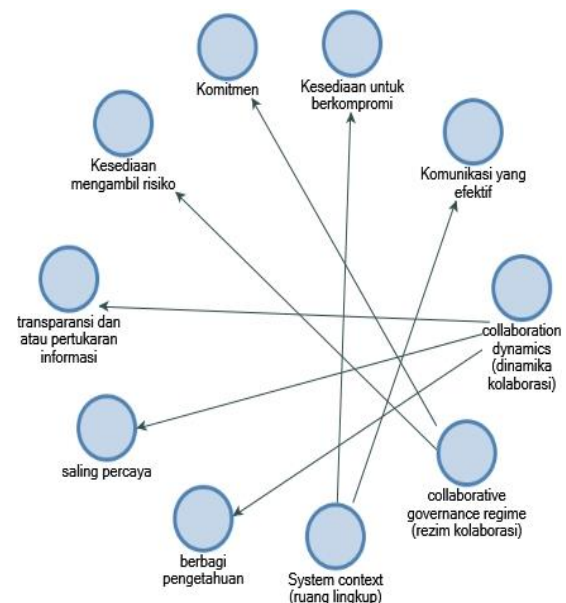 Komitmen
Kesediaan untuk
berkompromi
Kesediaan
mengambil risiko
Komunikasi yang
efektif
transparansi dan
atau pertukaran
informasi
collaboration
dynamics
(dinamika
kolaborasi)
saling percaya
collaborative
governance regime
(rezim kolaborasi)
berbagi
pengetahuan
System context
(ruang lingkup)